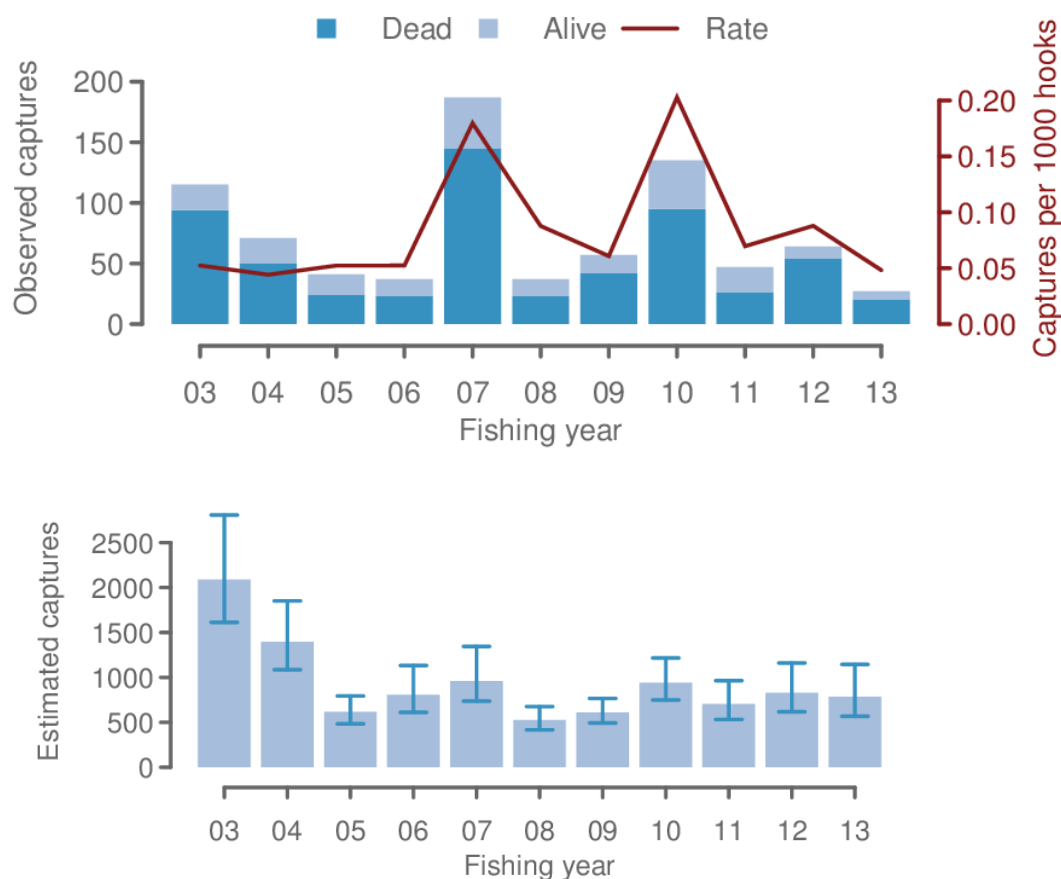 Dead Alive Rate
Observed captures
200
150
100
50
0
0.20
0.15
0.10
0.05
0.00
Captures per 1000 hooks
03 04 05 06 07 08 09 10 11 12 13
Fishing year
Estimated captures
2500
2000
1500
1000
500
0
03 04 05 06 07 08 09 10 11 12 13
Fishing year